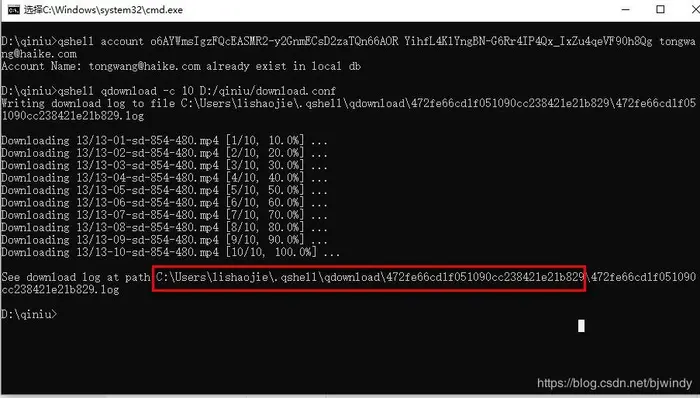 选择C:\Windows\system32\cmd.exe
D:\qiniu>qshell account o6AYWmsIgzFQcEASMR2-y2GnmECsD2zaTQn66AOR YihfL4KlYngBN-G6Rr4IP4Qx_IxZu4qeVF90h8Qg tongw
an@haike.com
Account Name: tongwang@haike.com already exist in local db
D:\qiniu>qshell qdownload -c 10 D:/qiniu/download.conf
Writing download log to file C:\Users\lishaojie\.qshell\qdownload\472fe66cd1f051090cc238421e21b829\472fe66cd1f05
1090cc238421e21b829.log
Downloading 13/13-01-sd-854-480.mp4 [1/10, 10.0%] ...
Downloading 13/13-02-sd-854-480.mp4 [2/10, 20.0%] ...
Downloading 13/13-03-sd-854-480.mp4 [3/10, 30.0%] ...
Downloading 13/13-04-sd-854-480.mp4 [4/10, 40.0%] ...
Downloading 13/13-05-sd-854-480.mp4 [5/10, 50.0%] ...
Downloading 13/13-06-sd-854-480.mp4 [6/10, 60.0%] ...
Downloading 13/13-07-sd-854-480.mp4 [7/10, 70.0%] ...
Downloading 13/13-08-sd-854-480.mp4 [8/10, 80.0%] ...
Downloading 13/13-09-sd-854-480.mp4 [9/10, 90.0%] ...
Downloading 13/13-10-sd-854-480.mp4 [10/10, 100.0%] ...
See download log at path C:\Users\lishaojie\.qshell\qdownload\472fe66cd1f051090cc238421e21b829\472fe66cd1f051090
cc238421e21b829.log
D:\qiniu>
https://blog.csdn.net/bjwindy